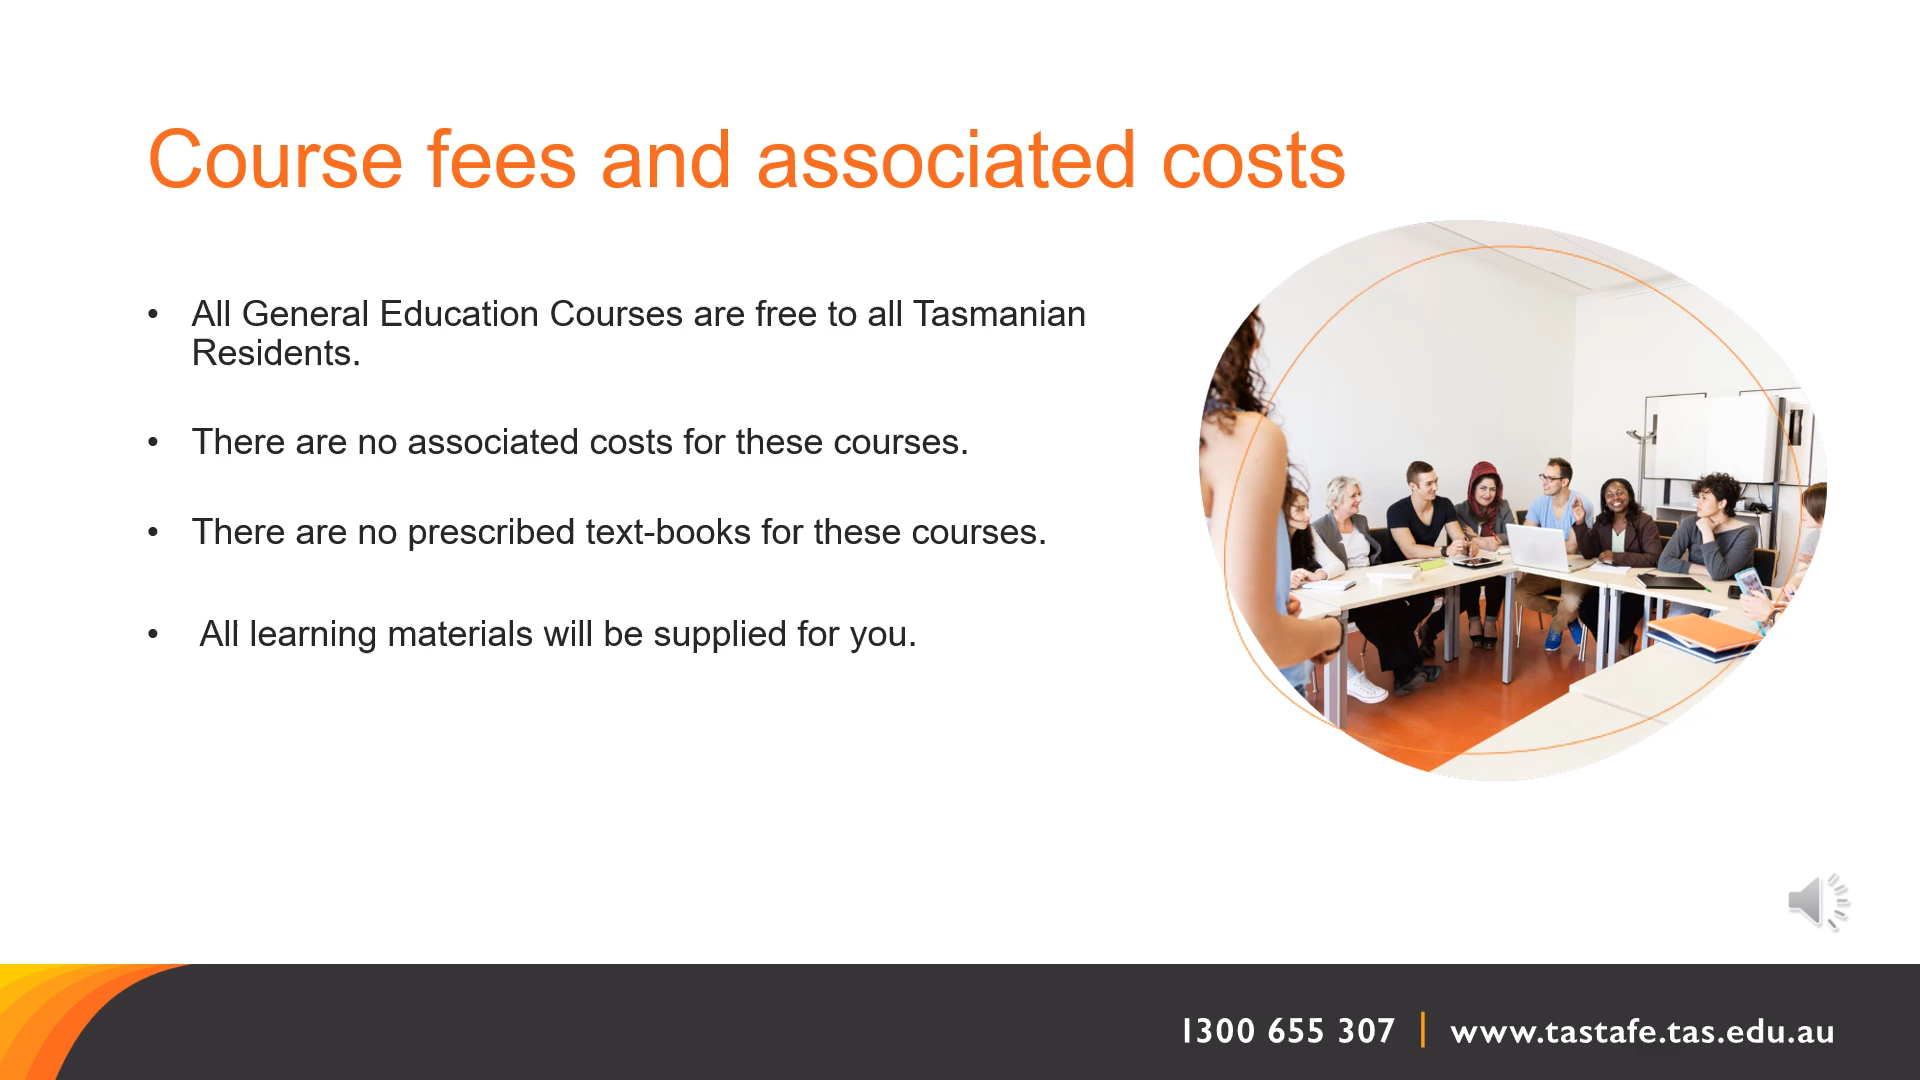 Course fees and associated costs
• All General Education Courses are free to all Tasmanian
Residents.
• There are no associated costs for these courses.
• There are no prescribed text-books for these courses.
• All learning materials will be supplied for you.
1300 655 307 | www.tastafe.tas.edu.au